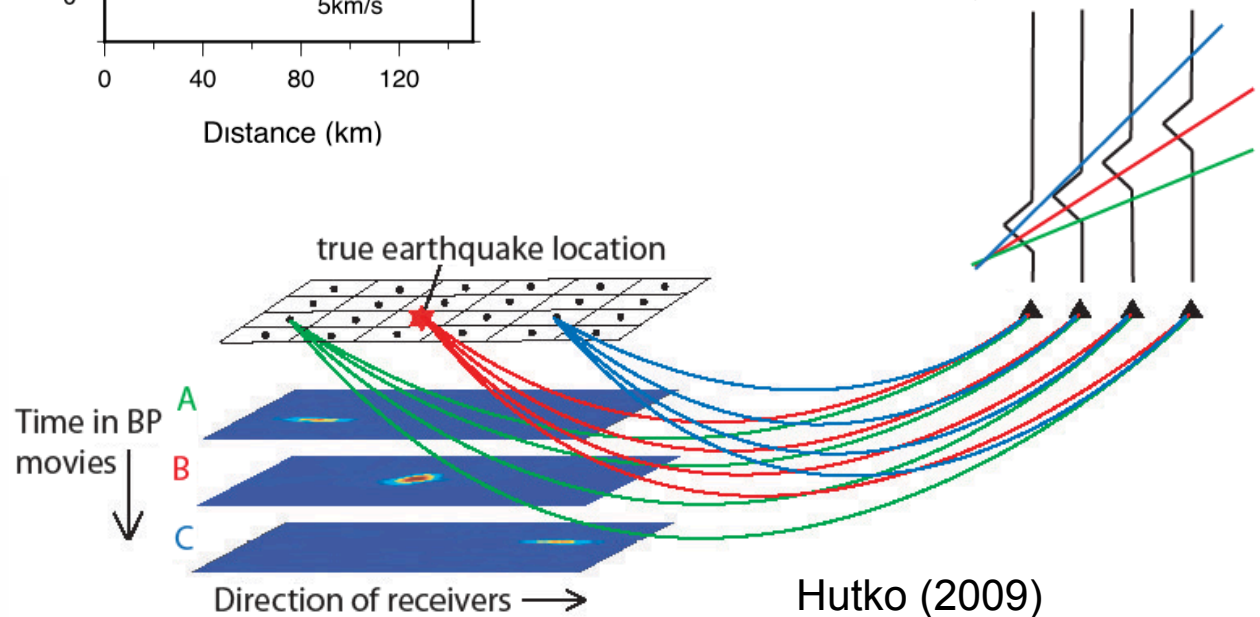 5km/s
0 40 80 120
Distance (km)
true earthquake location
A
Time in BP
movies
B
C
Direction of receivers
Hutko (2009)